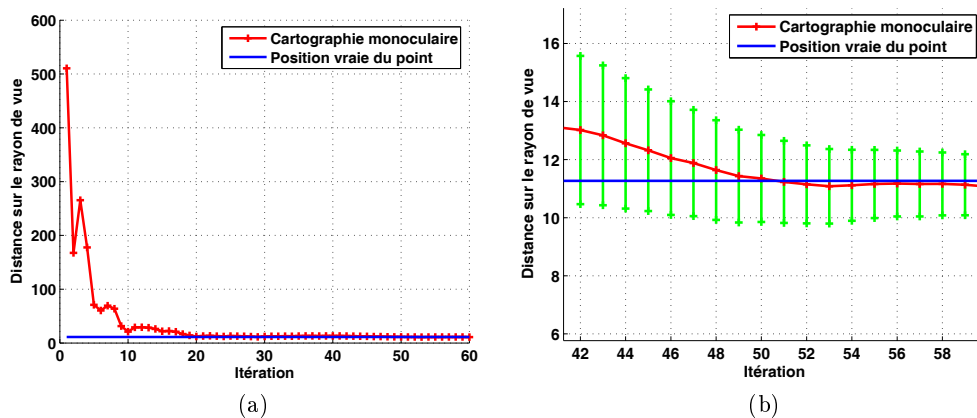 600
500
400
300
200
100
0
0 10 20 30 40 50 60
Distance sur le rayon de vue
Itération
Cartographie monoculaire
Position vraie du point
(a)
16
14
12
10
8
6
42 44 46 48 50 52 54 56 58
Distance sur le rayon de vue
Itération
Cartographie monoculaire
Position vraie du point
(b)